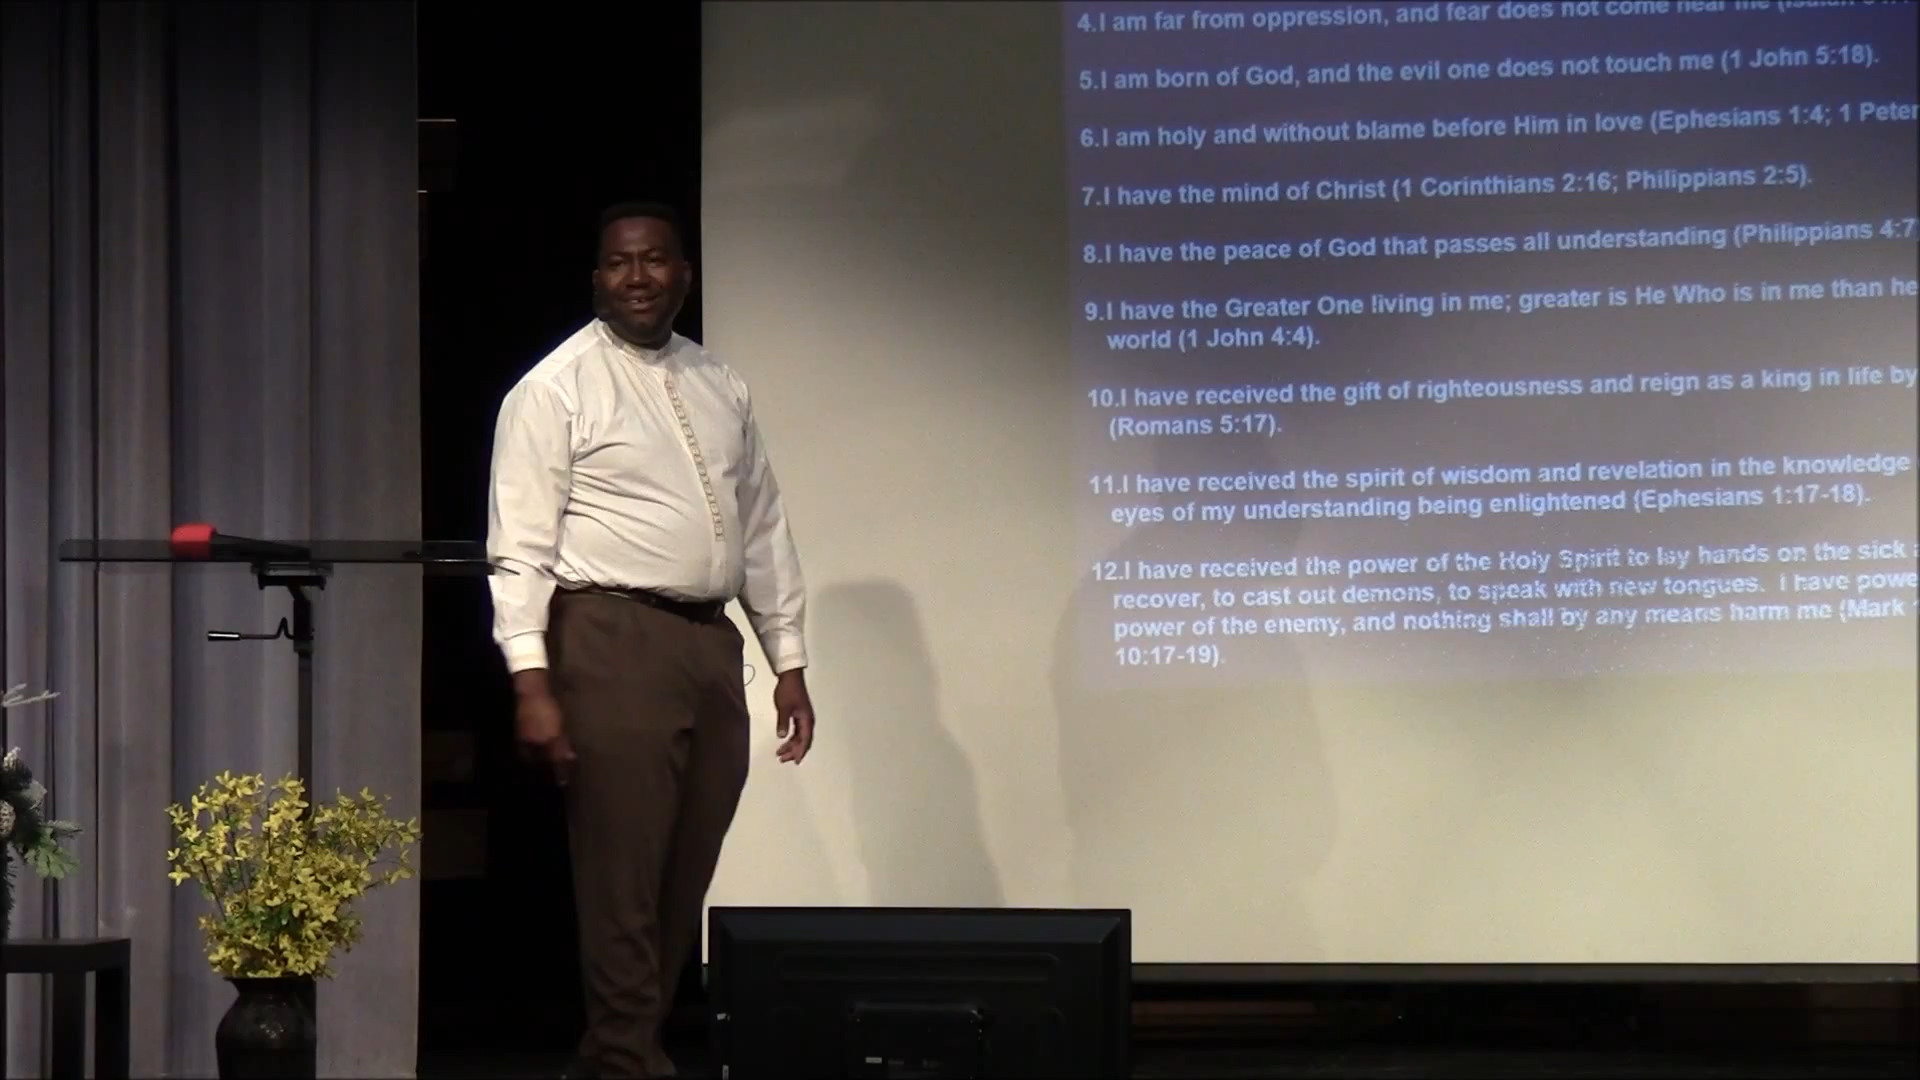 4.I am far from oppression, and fear does not come near me
5.I am born of God, and the evil one does not touch me (1 John 5:18).
6.I am holy and without blame before Him in love (Ephesians 1:4; 1 Peter
7.I have the mind of Christ (1 Corinthians 2:16; Philippians 2:5).
8.I have the peace of God that passes all understanding (Philippians 4:7
9.I have the Greater One living in me; greater is He Who is in me than he
world (1 John 4:4).
10.I have received the gift of righteousness and reign as a king in life by
(Romans 5:17).
11.I have received the spirit of wisdom and revelation in the knowledge
eyes of my understanding being enlightened (Ephesians 1:17-18).
12.I have received the power of the Holy Spirit to lay hands on the sick
recover, to cast out demons, to speak with new tongues. I have powe
power of the enemy, and nothing shall by any means harm me (Mark
10:17-19).